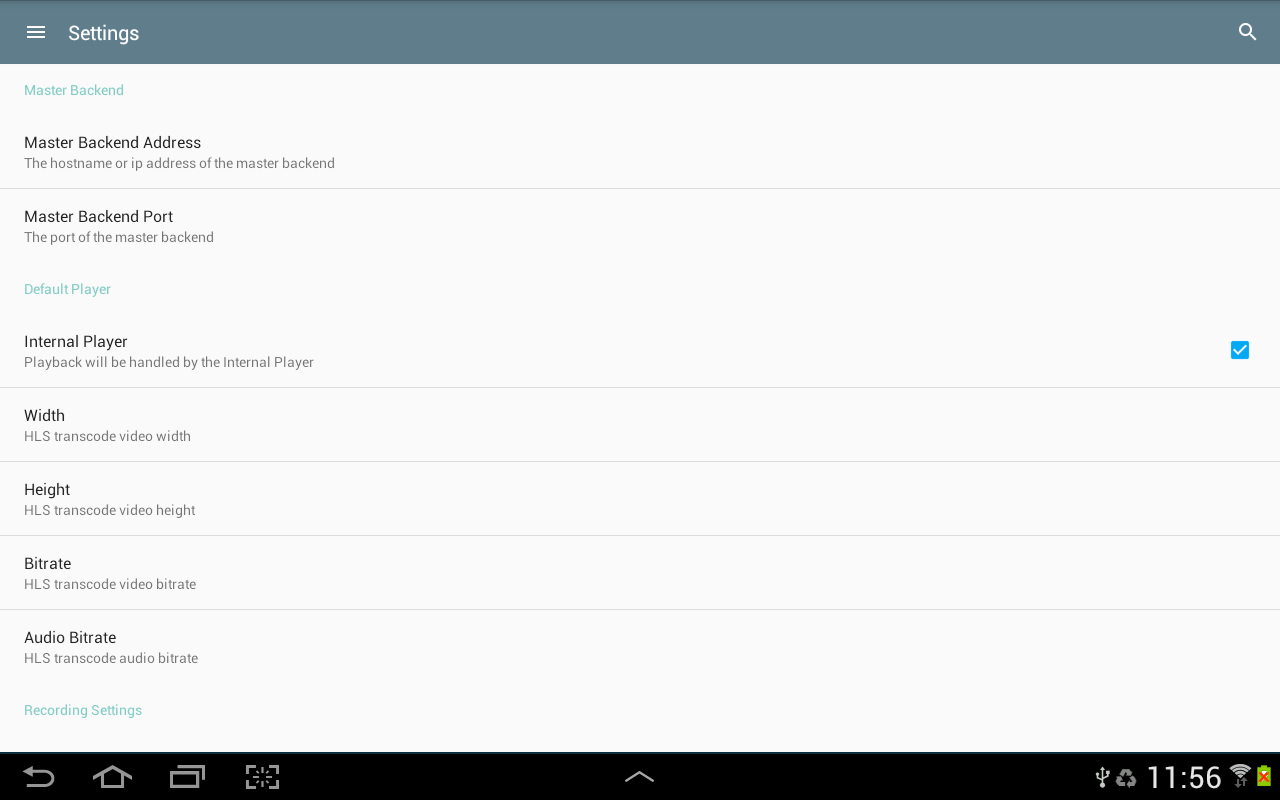 Settings
Master Backend
Master Backend Address
The hostname or ip address of the master backend
Master Backend Port
The port of the master backend
Default Player
Internal Player
Playback will be handled by the Internal Player
Width
HLS transcode video width
Height
HLS transcode video height
Bitrate
HLS transcode video bitrate
Audio Bitrate
HLS transcode audio bitrate
Recording Settings
11:56